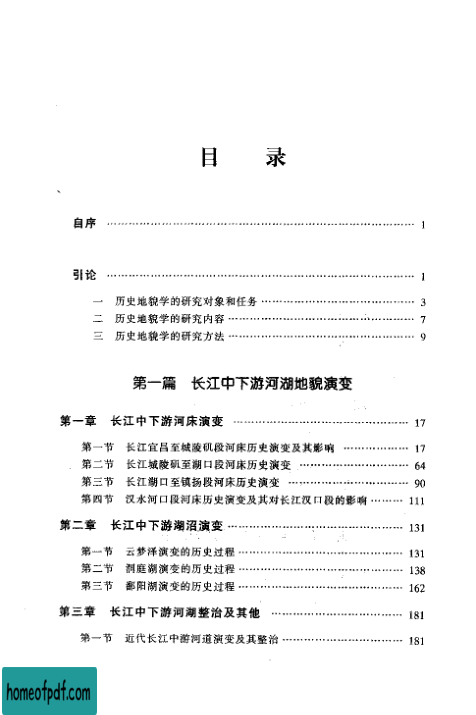 目 录
自序 …………………………………………………… 1
引论 …………………………………………………… 1
一 历史地貌学的研究对象和任务 …………………………… 3
二 历史地貌学的研究内容 …………………………… 7
三 历史地貌学的研究方法 …………………………… 9
第一篇 长江中下游河湖地貌演变
第一章 长江中下游河床演变 …………………………… 17
第一节 长江宜昌至城陵矶段河床历史演变及其影响 ………… 17
第二节 长江城陵矶至湖口段河床历史演变 ………………… 64
第三节 长江湖口至镇扬段河床历史演变 ………………… 90
第四节 汉水河口段河床历史演变及其对长江汉口段的影响 ……… 111
第二章 长江中下游湖沼演变 …………………………… 131
第一节 云梦泽演变的历史过程 …………………………… 131
第二节 洞庭湖演变的历史过程 …………………………… 138
第三节 鄱阳湖演变的历史过程 …………………………… 162
第三章 长江中下游河湖整治及其他 ………………………… 181
第一节 近代长江中游河道演变及其整治 …………………… 181
homeofpdf.com